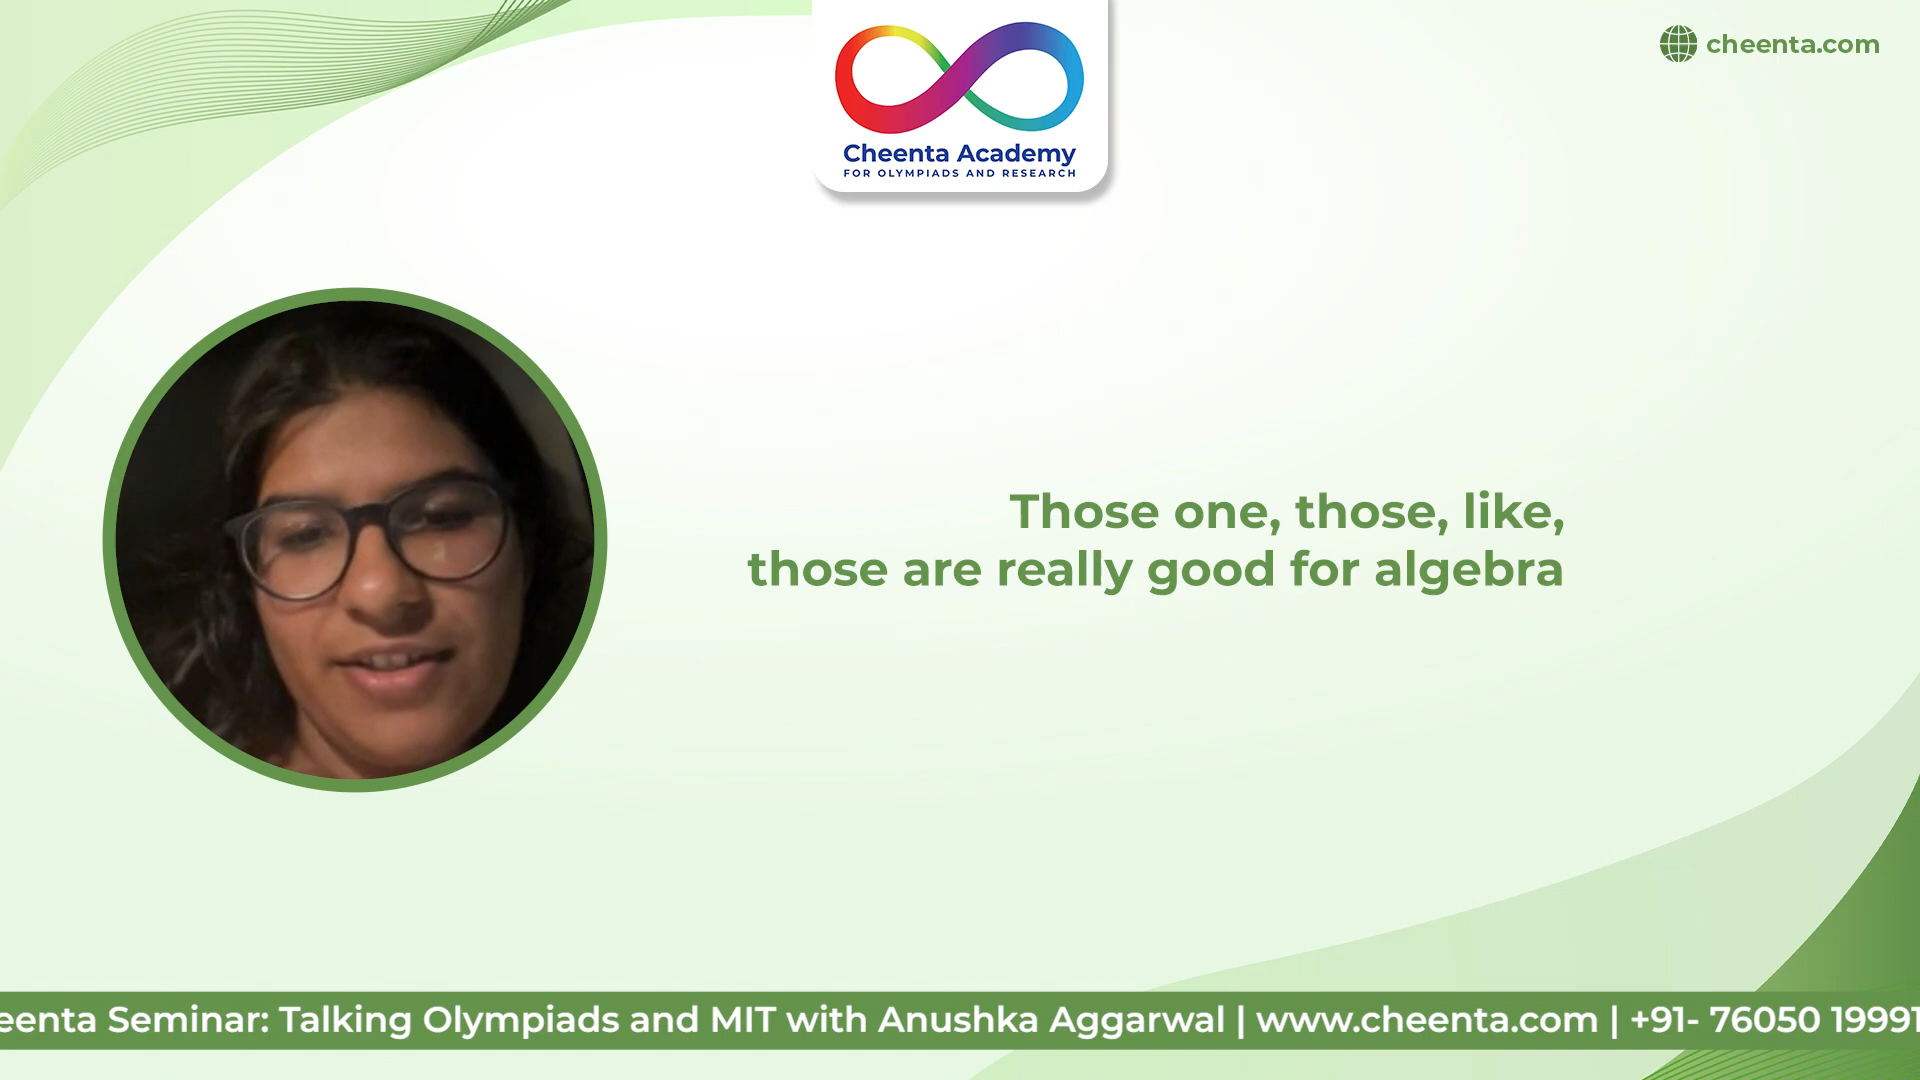 cheenta.com
Cheenta Academy
FOR OLYMPIADS AND RESEARCH
Those one, those, like,
those are really good for algebra
eenta Seminar: Talking Olympiads and MIT with Anushka Aggarwal | www.cheenta.com | +91- 76050 19991